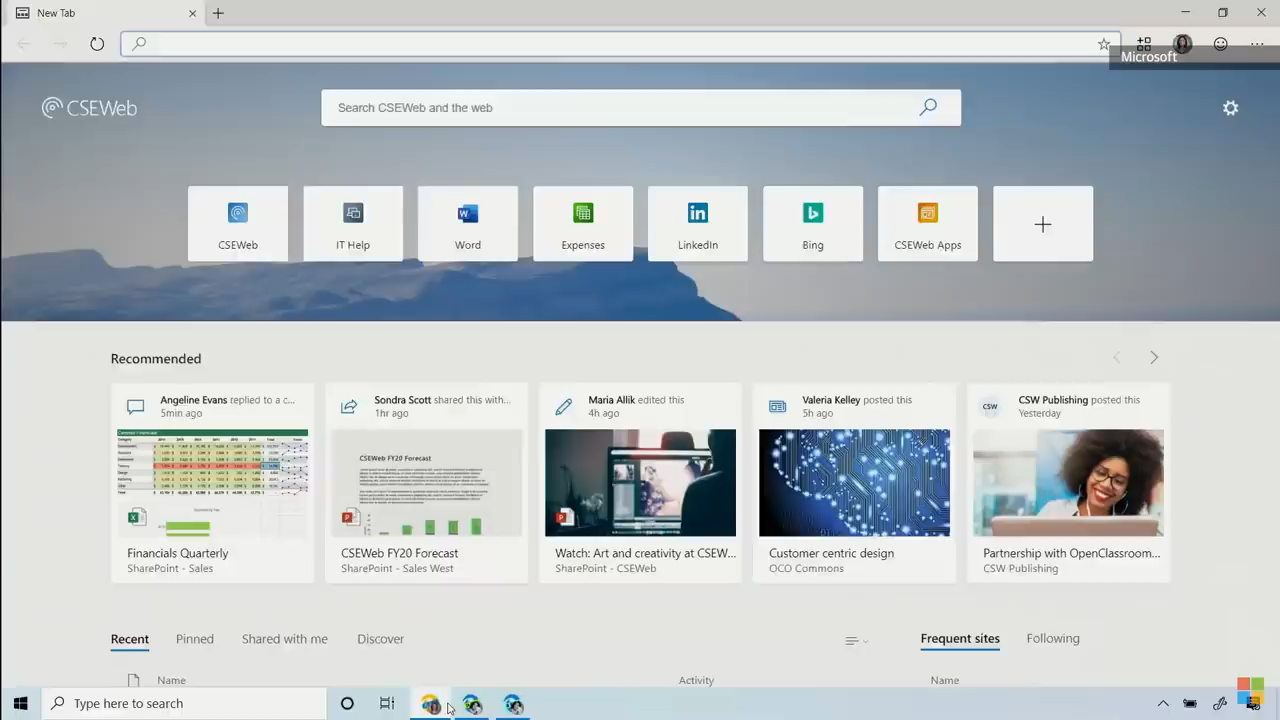 New Tab
Microsoft
CSEWeb
Search CSEWeb and the web
CSEWeb
IT Help
Word
Expenses
LinkedIn
Bing
CSEWeb Apps
Recommended
Angeline Evans replied to a c...
5min ago
Sondra Scott shared this with...
1hr ago
Maria Allik edited this
4h ago
Valeria Kelley posted this
5h ago
CSW
CSW Publishing posted this
Yesterday
CSEWeb FY20 Forecast
Financials Quarterly
SharePoint - Sales
CSEWeb FY20 Forecast
SharePoint - Sales West
Watch: Art and creativity at CSEW...
SharePoint - CSEWeb
Customer centric design
OCO Commons
Partnership with OpenClassroom...
CSW Publishing
Recent
Pinned
Shared with me
Discover
Frequent sites
Following
Name
Activity
Name
Type here to search